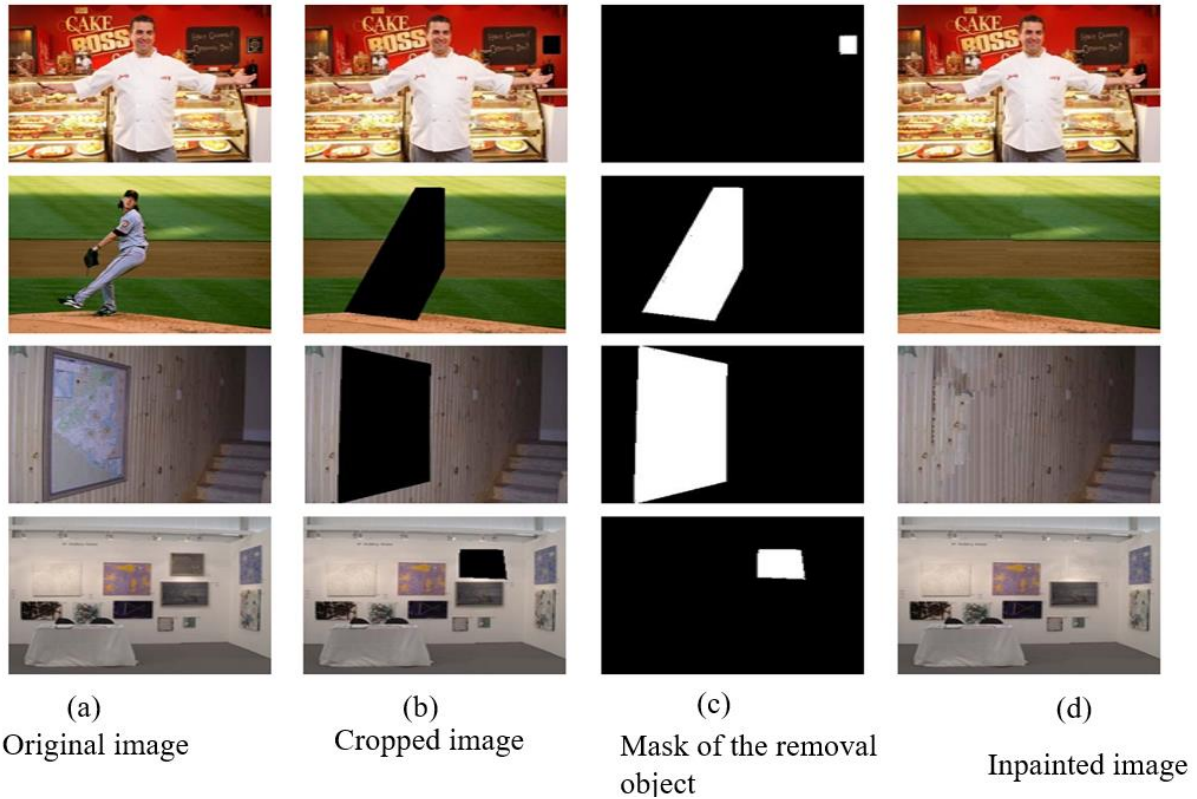 CAKE
BOSS
CAKE
BOSS
CAKE
BOSS
(a)
(b)
(c)
(d)
Original image
Cropped image
Mask of the removal
object
Inpainted image